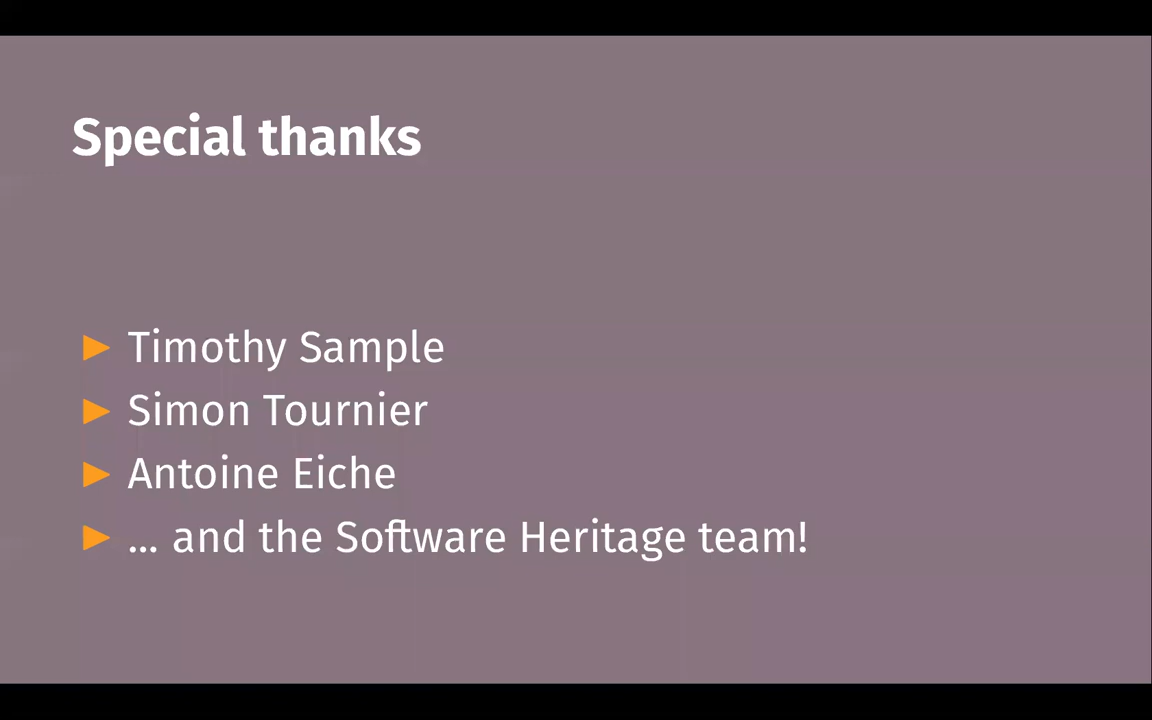 Special thanks
► Timothy Sample
► Simon Tournier
► Antoine Eiche
► ... and the Software Heritage team!